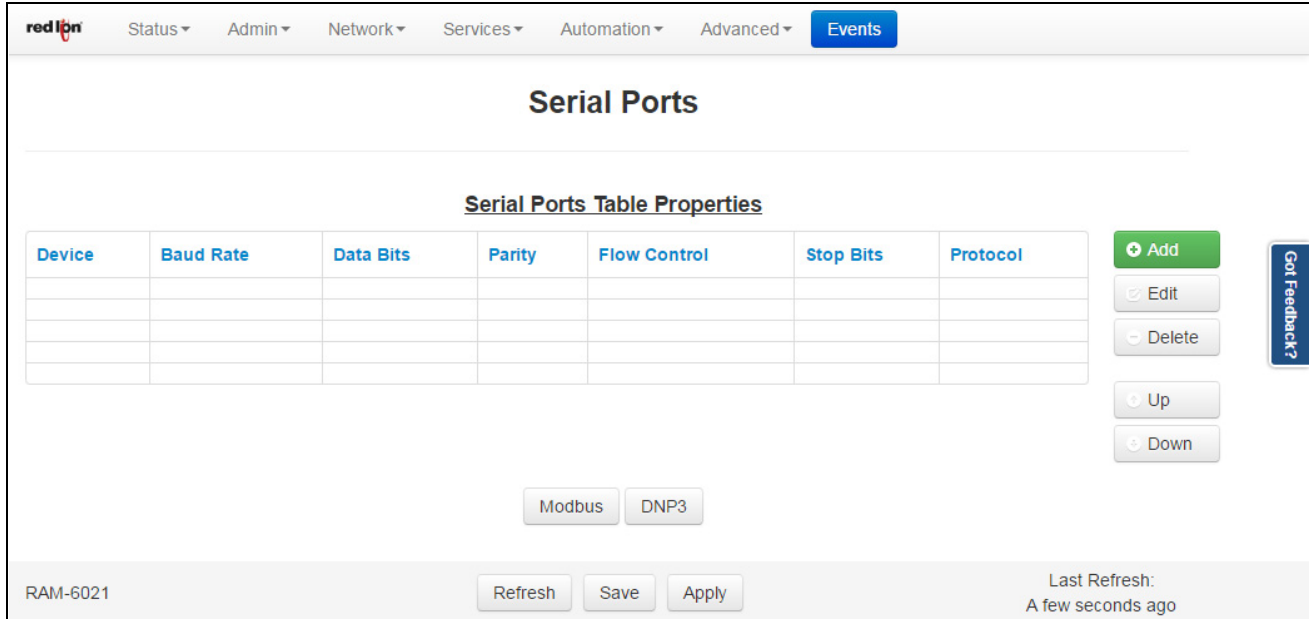 red lion Status Admin Network Services Automation Advanced Events
Serial Ports
Serial Ports Table Properties
Device Baud Rate Data Bits Parity Flow Control Stop Bits Protocol
Add
Edit
Delete
Up
Down
Got Feedback?
Modbus DNP3
RAM-6021 Refresh Save Apply Last Refresh:
A few seconds ago